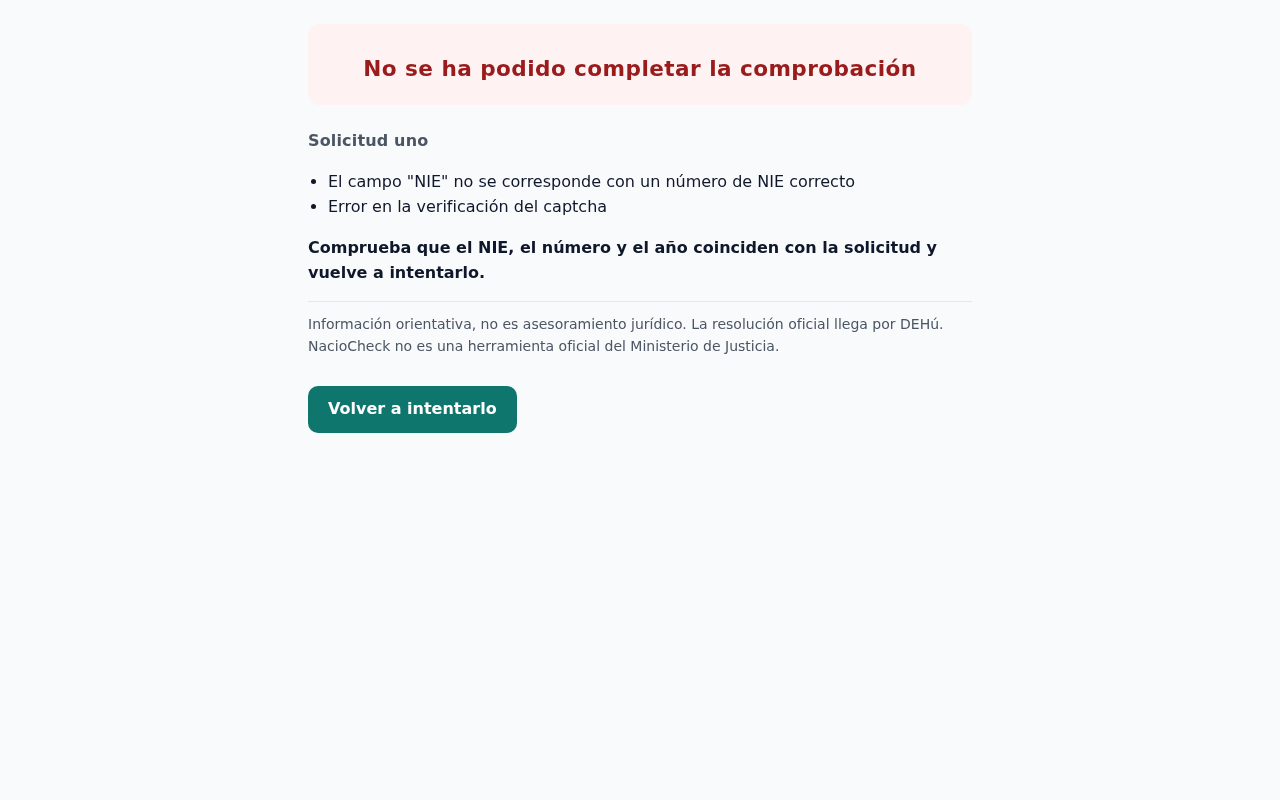 No se ha podido completar la comprobación
Solicitud uno
• El campo "NIE" no se corresponde con un número de NIE correcto
• Error en la verificación del captcha
Comprueba que el NIE, el número y el año coinciden con la solicitud y
vuelve a intentarlo.
Información orientativa, no es asesoramiento jurídico. La resolución oficial llega por DEHú.
NacioCheck no es una herramienta oficial del Ministerio de Justicia.
Volver a intentarlo